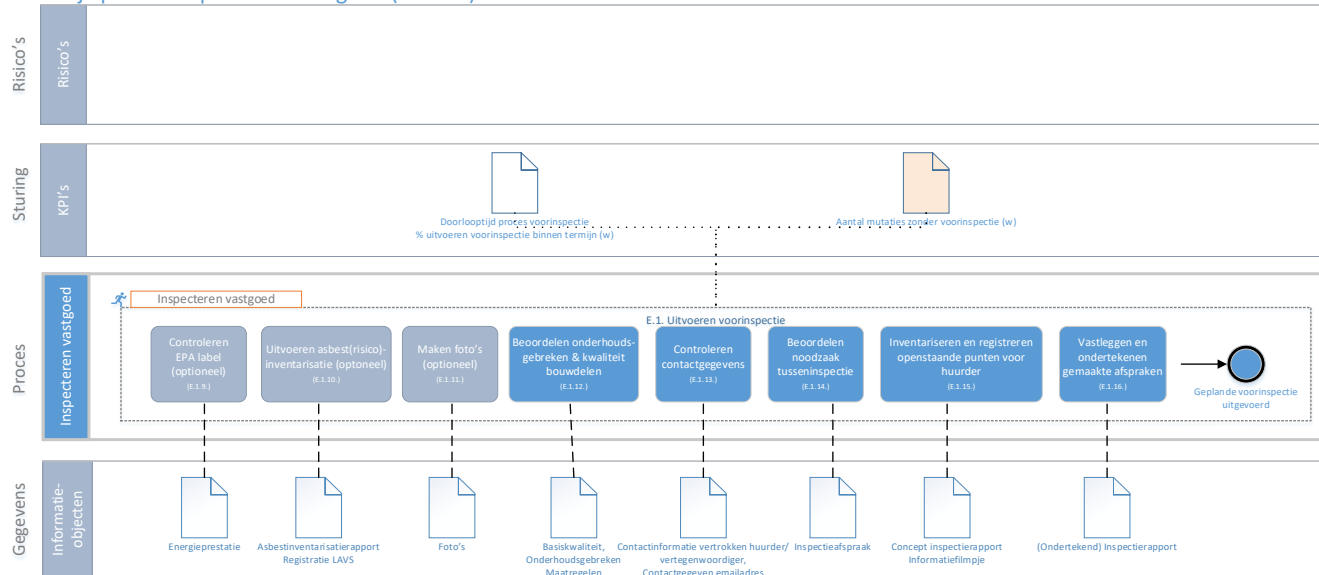 Risico's
Risico's
Sturing
KPI's
Doorlooptijd proces voorinspectie
% uitvoeren voorinspectie binnen termijn (w)
Aantal mutaties zonder voorinspectie (w)
Proces
Inspecteren vastgoed
Inspecteren vastgoed
E.1. Uitvoeren voorinspectie
Controleren
EPA label
(optioneel)
(E.1.9.)
Uitvoeren asbest(risico)-
inventarisatie (optoneel)
(E.1.10.)
Maken foto's
(optioneel)
(E.1.11.)
Beoordelen onderhouds-
gebreken & kwaliteit
bouwdelen
(E.1.12.)
Controleren
contactgegevens
(E.1.13.)
Beoordelen
noodzaak
tusseninspectie
(E.1.14.)
Inventariseren en registreren
openstaande punten voor
huurder
(E.1.15.)
Vastleggen en
ondertekenen
gemaakte afspraken
(E.1.16.)
Geplande voorinspectie
uitgevoerd
Gegevens
Informatie-
objecten
Energieprestatie
Asbestinventarisatierapport
Registratie LAVS
Foto's
Basiskwaliteit,
Onderhoudsgebreken
Maatregelen
Contactinformatie vertrokken huurder/
vertegenwoordiger,
Contactgegeven emailadres
Inspectieafspraak
Concept inspectierapport
Informatiefilmpje
(Ondertekend) Inspectierapport